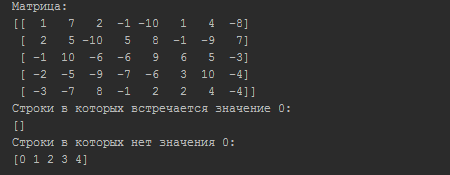 Матрица:
[[  1   7   2  -1 -10   1   4  -8]
 [  2   5 -10   5   8  -1  -9   7]
 [ -1  10  -6  -6   9   6   5  -3]
 [ -2  -5  -9  -7  -6   3  10  -4]
 [ -3  -7   8  -1   2   2   4  -4]]
Строки в которых встречается значение 0:
[]
Строки в которых нет значения 0:
[0 1 2 3 4]